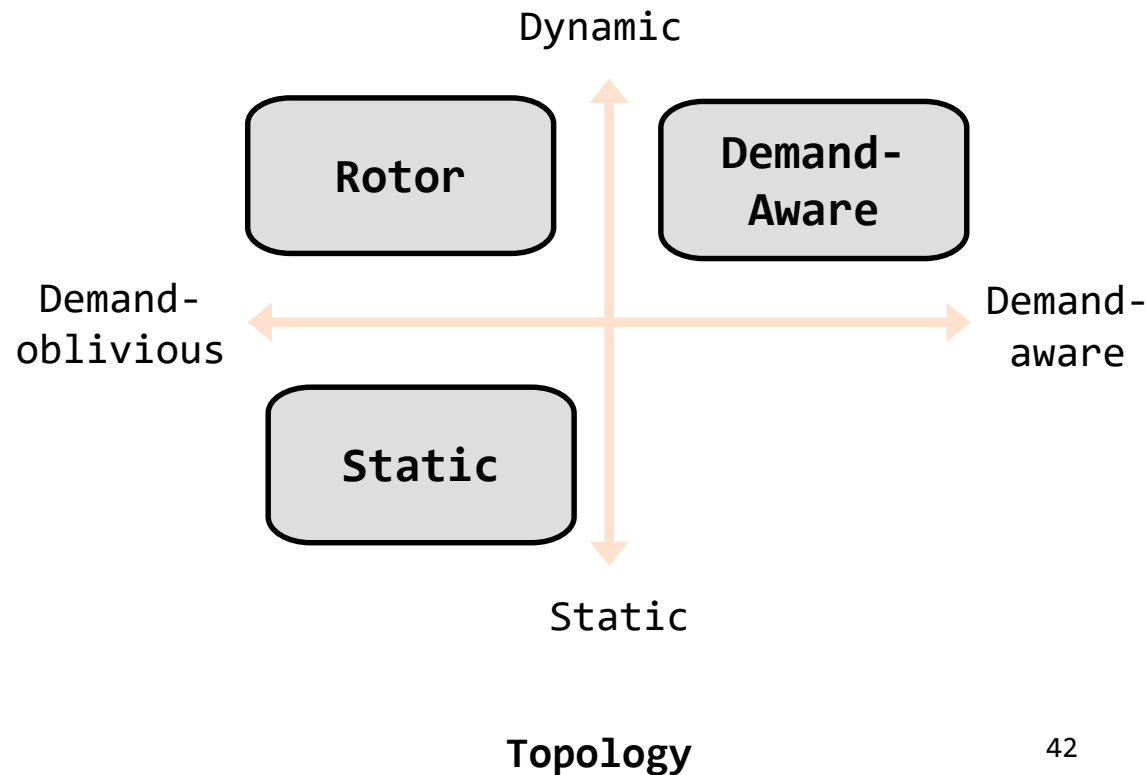 Dynamic
Rotor
Demand-
Aware
Demand-
oblivious
Demand-
aware
Static
Static
Topology
42